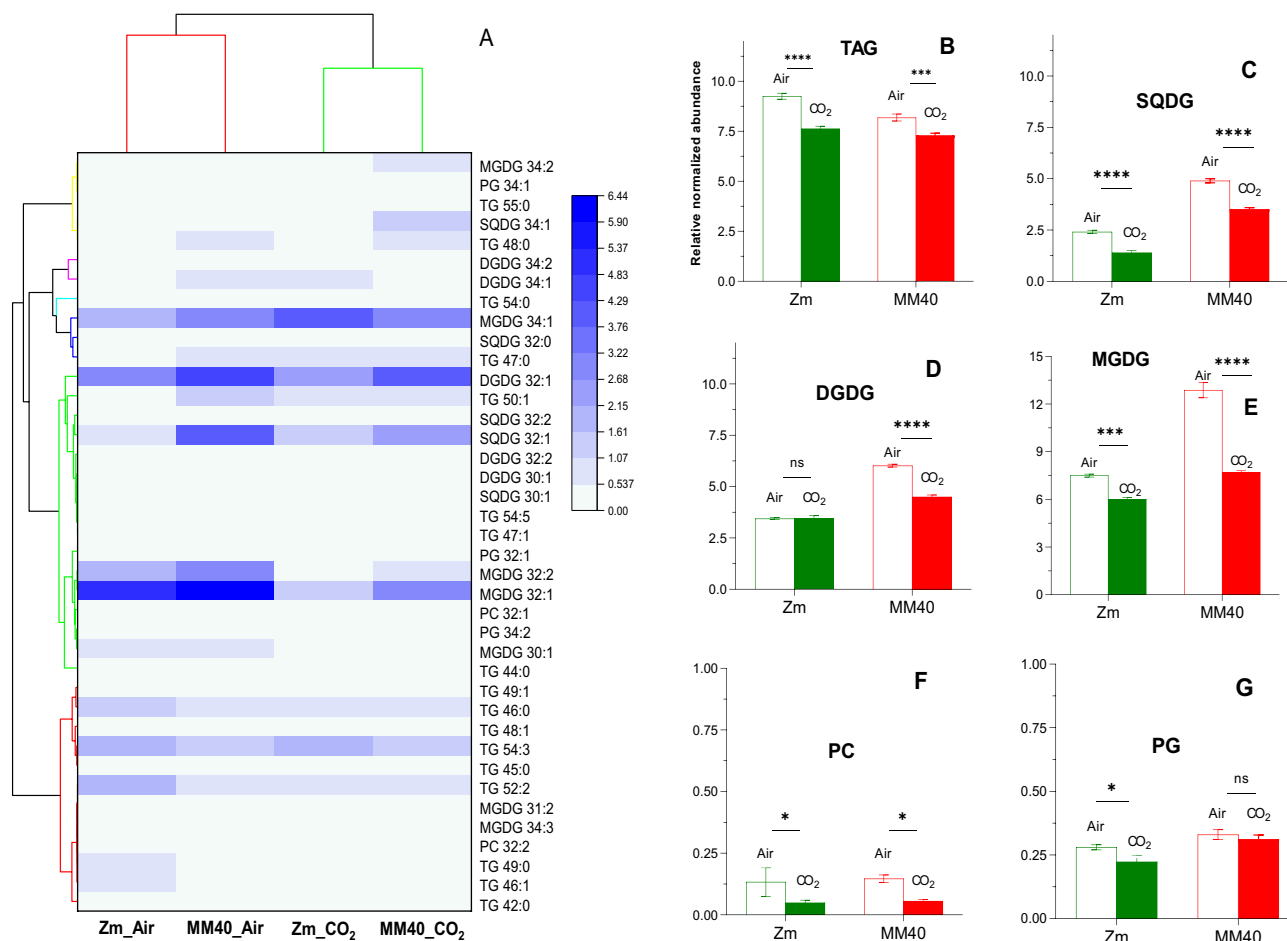 A
MGDG 34:2
PG 34:1
TG 55:0
SQDG 34:1
TG 48:0
DGDG 34:2
DGDG 34:1
TG 54:0
MGDG 34:1
SQDG 32:0
TG 47:0
DGDG 32:1
TG 50:1
SQDG 32:2
SQDG 32:1
DGDG 32:2
DGDG 30:1
SQDG 30:1
TG 54:5
TG 47:1
PG 32:1
MGDG 32:2
MGDG 32:1
PC 32:1
PG 34:2
MGDG 30:1
TG 44:0
TG 49:1
TG 46:0
TG 48:1
TG 54:3
TG 45:0
TG 52:2
MGDG 31:2
MGDG 34:3
PC 32:2
TG 49:0
TG 46:1
TG 42:0
Zm_Air MM40_Air Zm_CO₂ MM40_CO₂
6.44
5.90
5.37
4.83
4.29
3.76
3.22
2.68
2.15
1.61
1.07
0.537
0.00
TAG B
Relative normalized abundance
10.0
7.5
5.0
2.5
0.0
Air
****
CO₂
Air
***
CO₂
Zm MM40
C
SQDG
10.0
7.5
5.0
2.5
0.0
Air
****
CO₂
Air
****
CO₂
Zm MM40
D
DGDG
10.0
7.5
5.0
2.5
0.0
ns
Air CO₂
****
Air
CO₂
Zm MM40
MGDG
E
15
12
9
6
3
0
***
Air
CO₂
****
Air
CO₂
Zm MM40
F
PC
1.00
0.75
0.50
0.25
0.00
*
Air
CO₂
*
Air
CO₂
Zm MM40
G
PG
1.00
0.75
0.50
0.25
0.00
*
Air
CO₂
ns
Air CO₂
Zm MM40